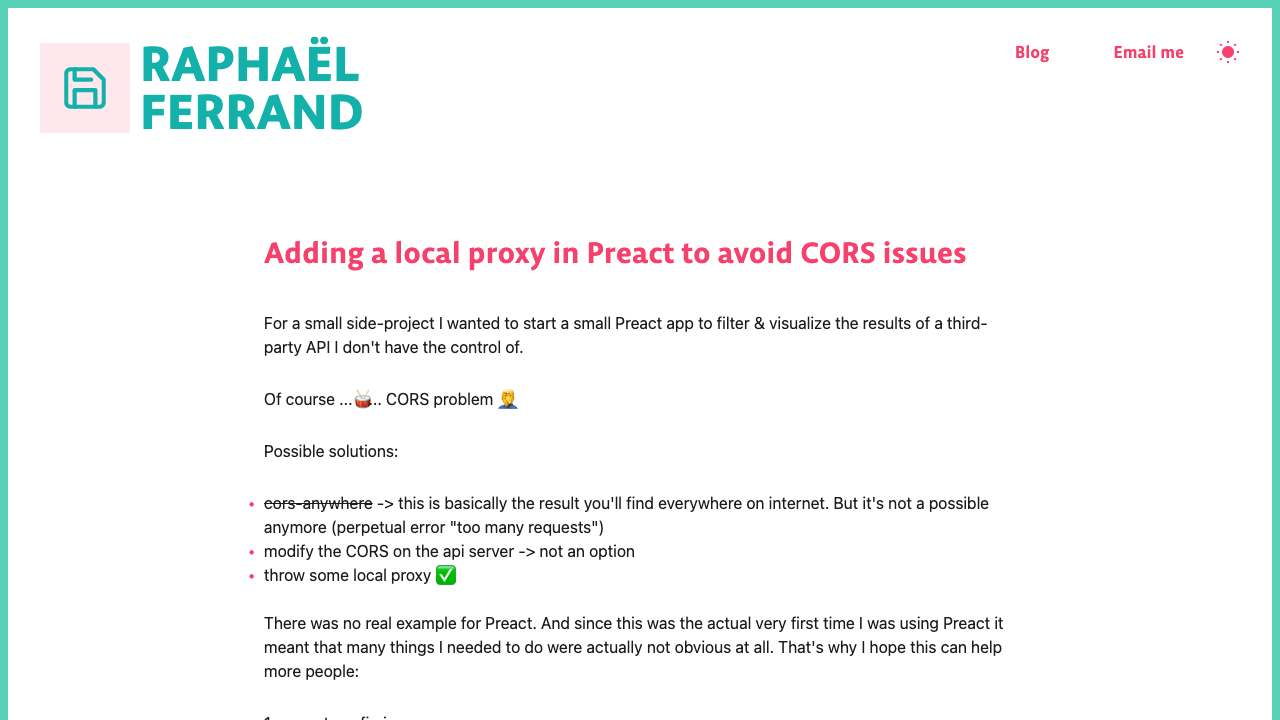 RAPHAËL
FERRAND
Blog
Email me
Adding a local proxy in Preact to avoid CORS issues
For a small side-project I wanted to start a small Preact app to filter & visualize the results of a third-
party API I don't have the control of.
Of course ...🥁... CORS problem 🤦
Possible solutions:
cors-anywhere -> this is basically the result you'll find everywhere on internet. But it's not a possible
anymore (perpetual error "too many requests")
modify the CORS on the api server -> not an option
throw some local proxy ✅
There was no real example for Preact. And since this was the actual very first time I was using Preact it
meant that many things I needed to do were actually not obvious at all. That's why I hope this can help
more people: